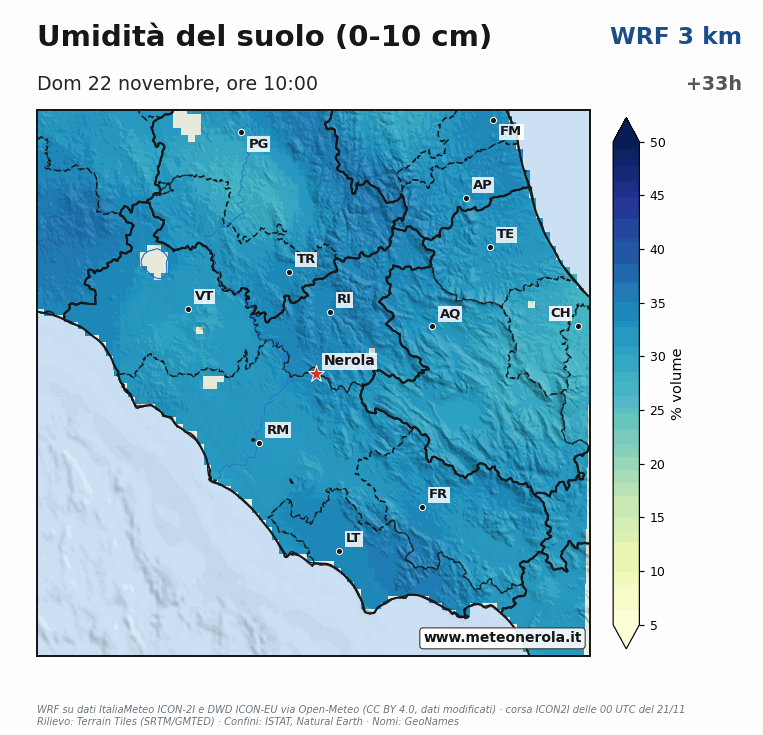 Umidità del suolo (0-10 cm)
WRF 3 km
Dom 22 novembre, ore 10:00
+33h
PG
FM
AP
TE
TR
VT
RI
AQ
CH
Nerola
RM
FR
LT
www.meteonerola.it
50
45
40
35
30
25
20
15
10
5
% volume
WRF su dati ItaliaMeteo ICON-2I e DWD ICON-EU via Open-Meteo (CC BY 4.0, dati modificati) · corsa ICON2I delle 00 UTC del 21/11
Rilievo: Terrain Tiles (SRTM/GMTED) · Confini: ISTAT, Natural Earth · Nomi: GeoNames